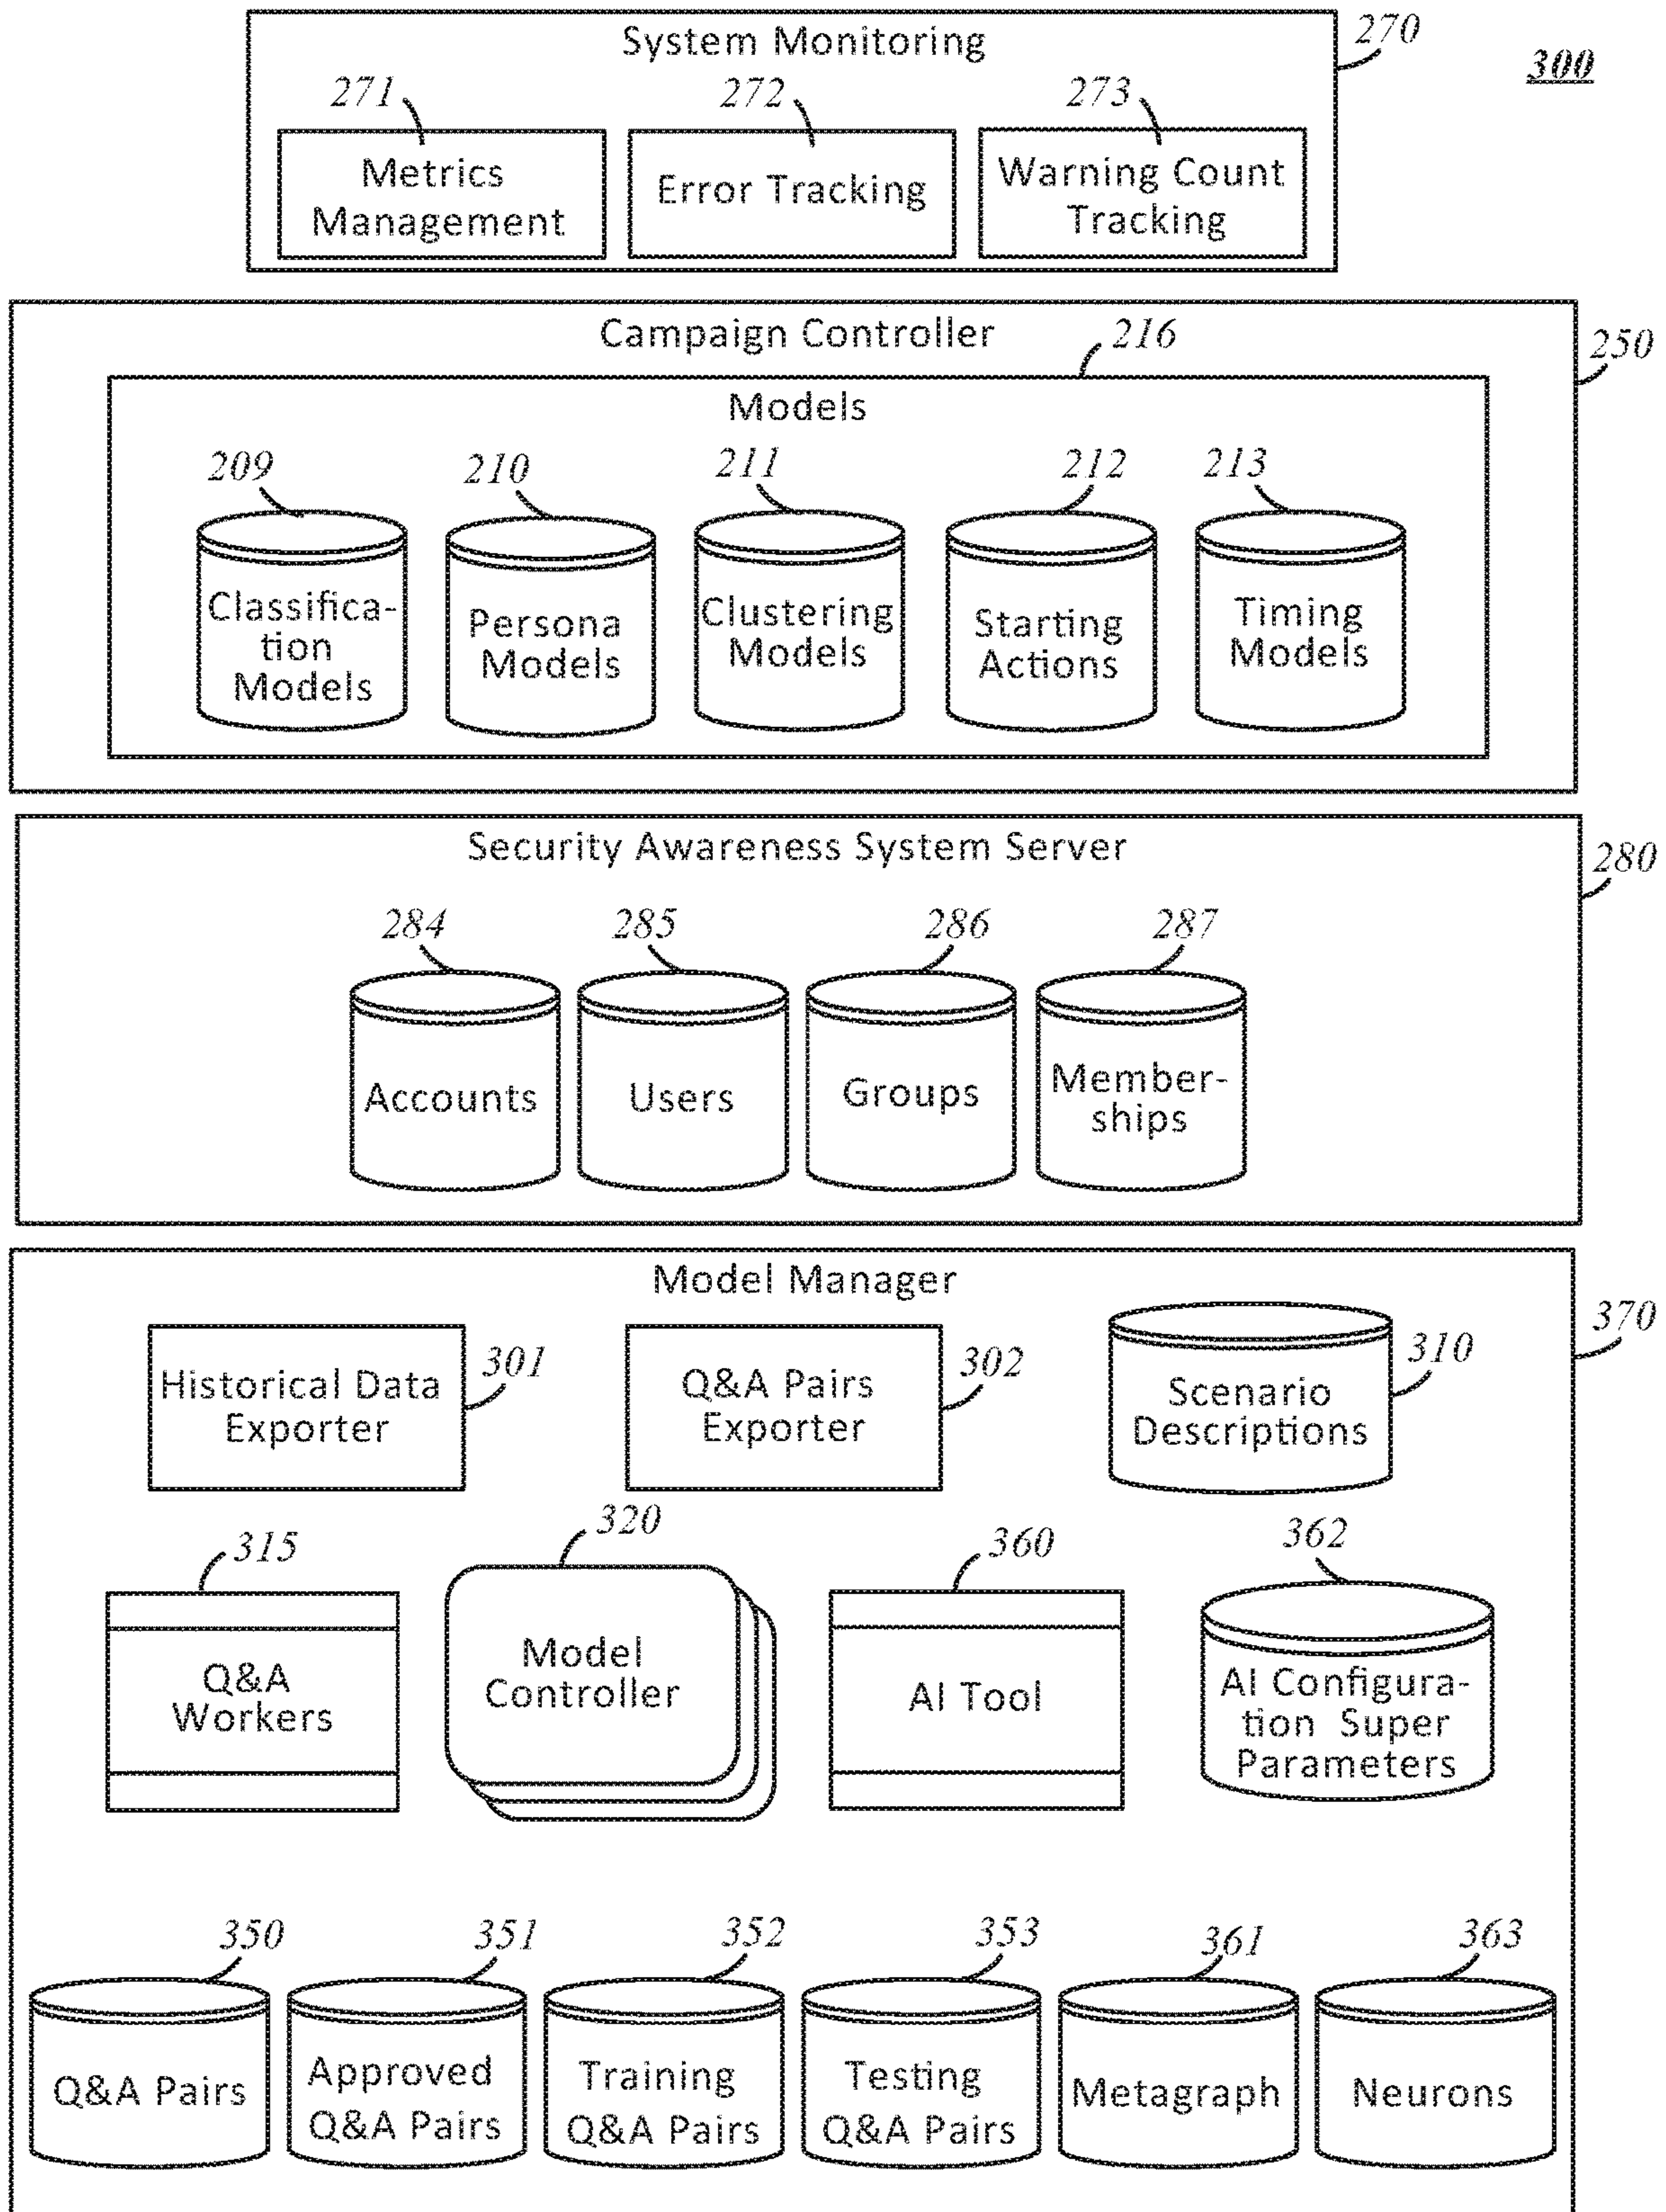 System Monitoring
270
300
271
272
273
Metrics
Management
Error Tracking
Warning Count
Tracking
Campaign Controller
216
250
Models
209
210
211
212
213
Classifica-
tion
Models
Persona
Models
Clustering
Models
Starting
Actions
Timing
Models
Security Awareness System Server
280
284
285
286
287
Accounts
Users
Groups
Member-
ships
Model Manager
370
Historical Data
Exporter
301
Q&A Pairs
Exporter
302
Scenario
Descriptions
310
315
320
360
362
Q&A
Workers
Model
Controller
AI Tool
AI Configura-
tion Super
Parameters
350
351
352
353
361
363
Q&A Pairs
Approved
Q&A Pairs
Training
Q&A Pairs
Testing
Q&A Pairs
Metagraph
Neurons